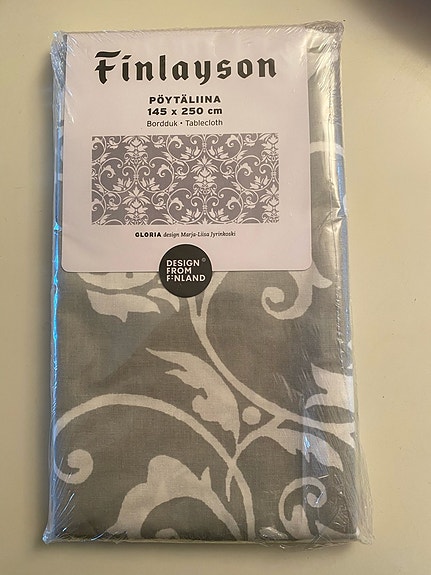 Finlayson
PÖYTÄLIINA
145 x 250 cm
Bordduk • Tablecloth
GLORIA design Marja-Liisa Jyrinkoski
DESIGN
FROM
FINLAND